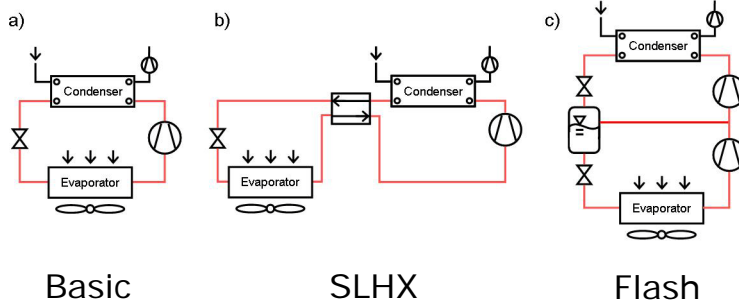 a)
Condenser
Evaporator
Basic
b)
Condenser
Evaporator
SLHX
c)
Condenser
Evaporator
Flash